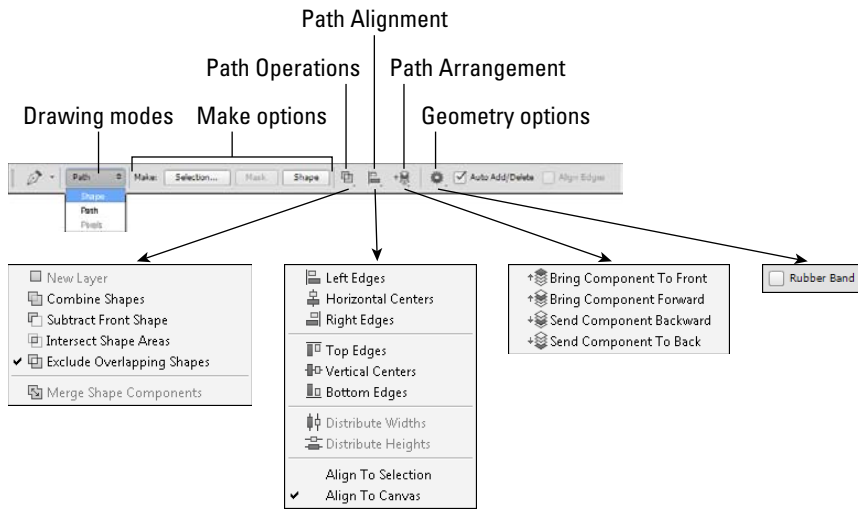 Path Alignment
Path Operations Path Arrangement
Drawing modes Make options Geometry options
Path Make: Selection... Mask Shape Auto Add/Delete Align Edges
Shape
Path
Pixels
New Layer
Combine Shapes
Subtract Front Shape
Intersect Shape Areas
Exclude Overlapping Shapes
Merge Shape Components
Left Edges
Horizontal Centers
Right Edges
Top Edges
Vertical Centers
Bottom Edges
Distribute Widths
Distribute Heights
Align To Selection
Align To Canvas
Bring Component To Front
Bring Component Forward
Send Component Backward
Send Component To Back
Rubber Band